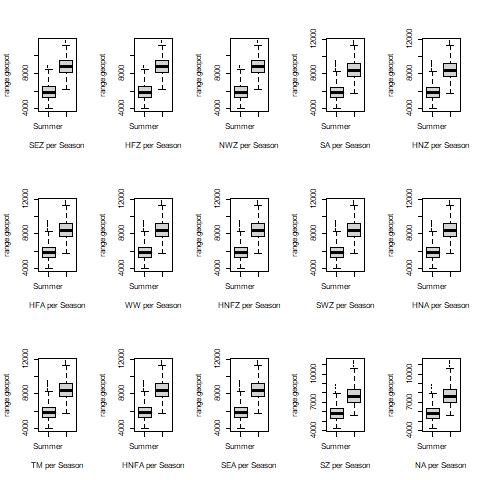 range.geopot
4000 8000
Summer
SEZ per Season
range.geopot
4000 8000
Summer
HFZ per Season
range.geopot
4000 8000
Summer
NWZ per Season
range.geopot
4000 8000 12000
Summer
SA per Season
range.geopot
4000 8000 12000
Summer
HNZ per Season
range.geopot
4000 8000 12000
Summer
HFA per Season
range.geopot
4000 8000 12000
Summer
WW per Season
range.geopot
4000 8000 12000
Summer
HNFZ per Season
range.geopot
4000 8000 12000
Summer
SWZ per Season
range.geopot
4000 8000 12000
Summer
HNA per Season
range.geopot
4000 8000 12000
Summer
TM per Season
range.geopot
4000 8000 12000
Summer
HNFA per Season
range.geopot
4000 8000 12000
Summer
SEA per Season
range.geopot
4000 7000 10000
Summer
SZ per Season
range.geopot
4000 7000 10000
Summer
NA per Season